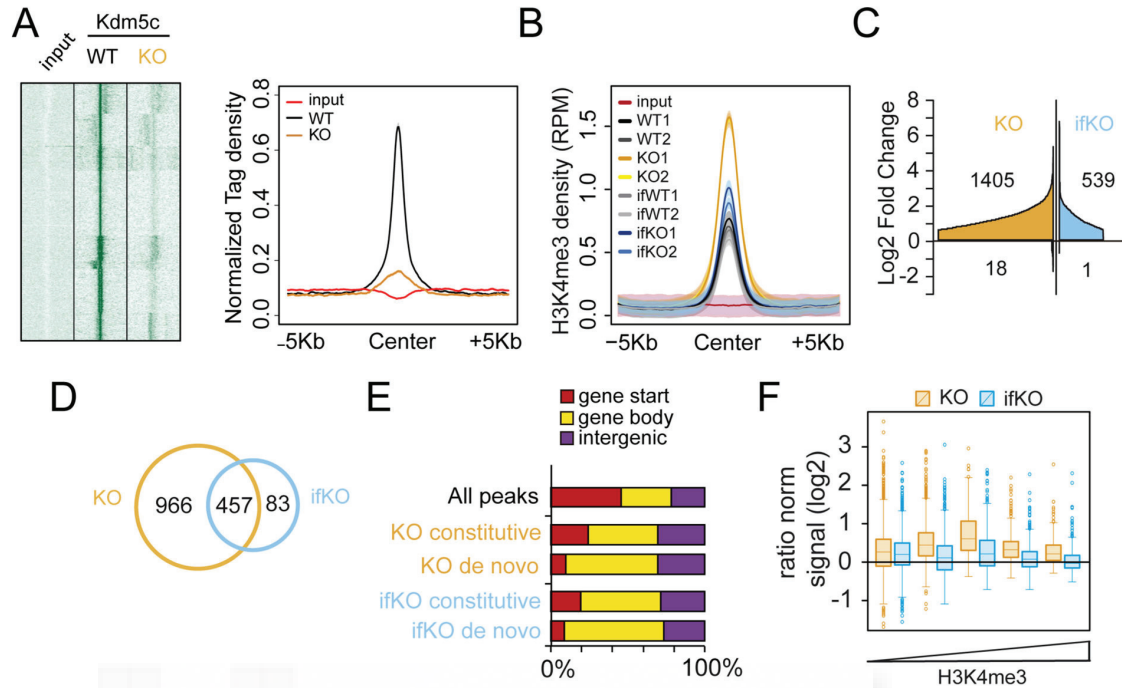 A
Kdm5c
input
WT
KO
Normalized Tag density
0.8
0.6
0.4
0.2
0.0
input
WT
KO
–5Kb
Center
+5Kb
B
H3K4me3 density (RPM)
1.5
1.0
0.5
0.0
input
WT1
WT2
KO1
KO2
ifWT1
ifWT2
ifKO1
ifKO2
−5Kb
Center
+5Kb
C
Log2 Fold Change
8
6
4
2
0
-2
KO
ifKO
1405
539
18
1
D
KO
966
457
83
ifKO
E
gene start
gene body
intergenic
All peaks
KO constitutive
KO de novo
ifKO constitutive
ifKO de novo
0%
100%
F
KO
ifKO
ratio norm
signal (log2)
3
2
1
0
-1
H3K4me3